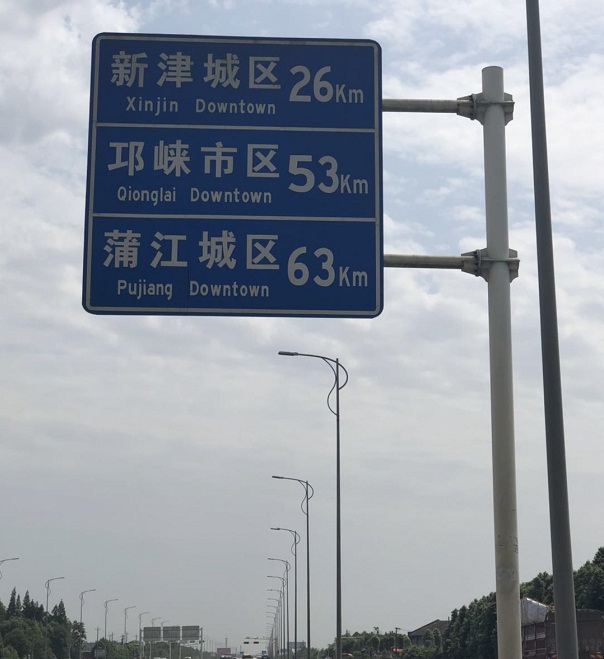 新津城区 26Km
Xinjin Downtown
邛崃市区 53Km
Qionglai Downtown
蒲江城区 63Km
Pujiang Downtown